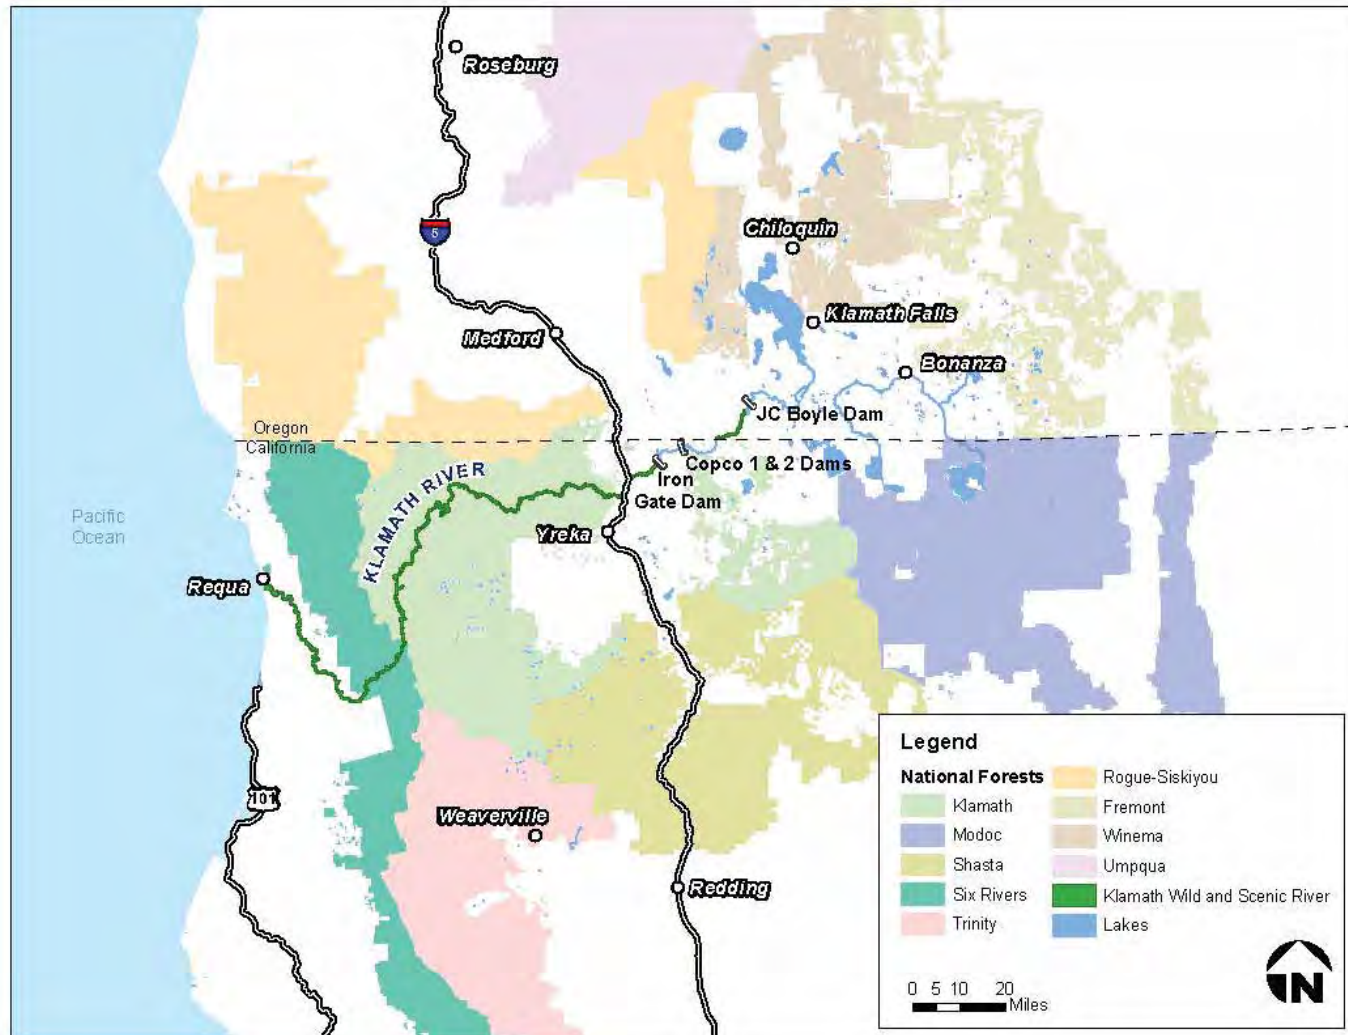 Roseburg
5
Chiloquin
Klamath Falls
Medford
Bonanza
JC Boyle Dam
Oregon
California
Copco 1 & 2 Dams
Iron
Gate Dam
KLAMATH RIVER
Pacific
Ocean
Yreka
Requa
101
Weaverville
Redding
Legend
National Forests
Klamath
Modoc
Shasta
Six Rivers
Trinity
Rogue-Siskiyou
Fremont
Winema
Umpqua
Klamath Wild and Scenic River
Lakes
0 5 10 20
Miles
N